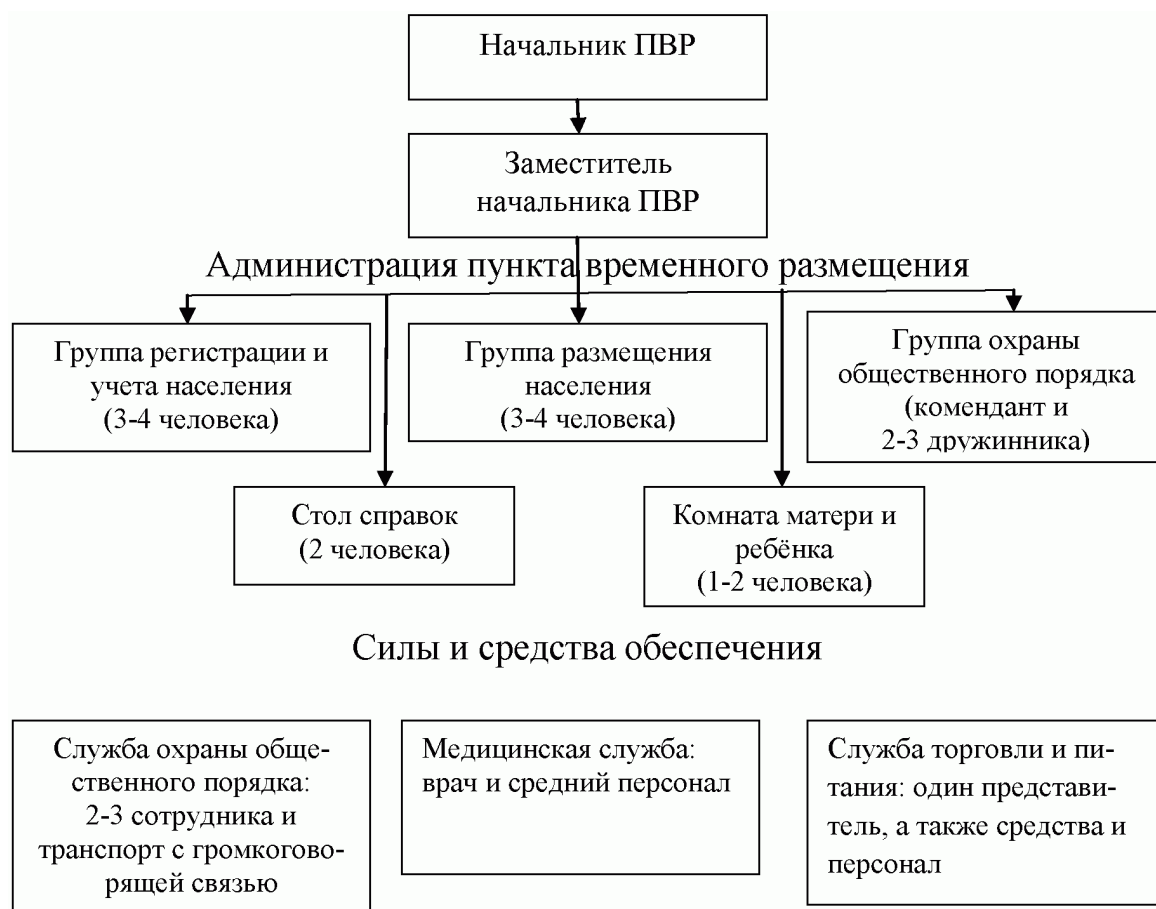 Начальник ПВР
Заместитель
начальника ПВР
Администрация пункта временного размещения
Группа регистрации и
учета населения
(3-4 человека)
Группа размещения
населения
(3-4 человека)
Группа охраны
общественного порядка
(комендант и
2-3 дружинника)
Стол справок
(2 человека)
Комната матери и
ребёнка
(1-2 человека)
Силы и средства обеспечения
Служба охраны обще-
ственного порядка:
2-3 сотрудника и
транспорт с громкогово-
рящей связью
Медицинская служба:
врач и средний персонал
Служба торговли и пи-
тания: один представи-
тель, а также средства и
персонал